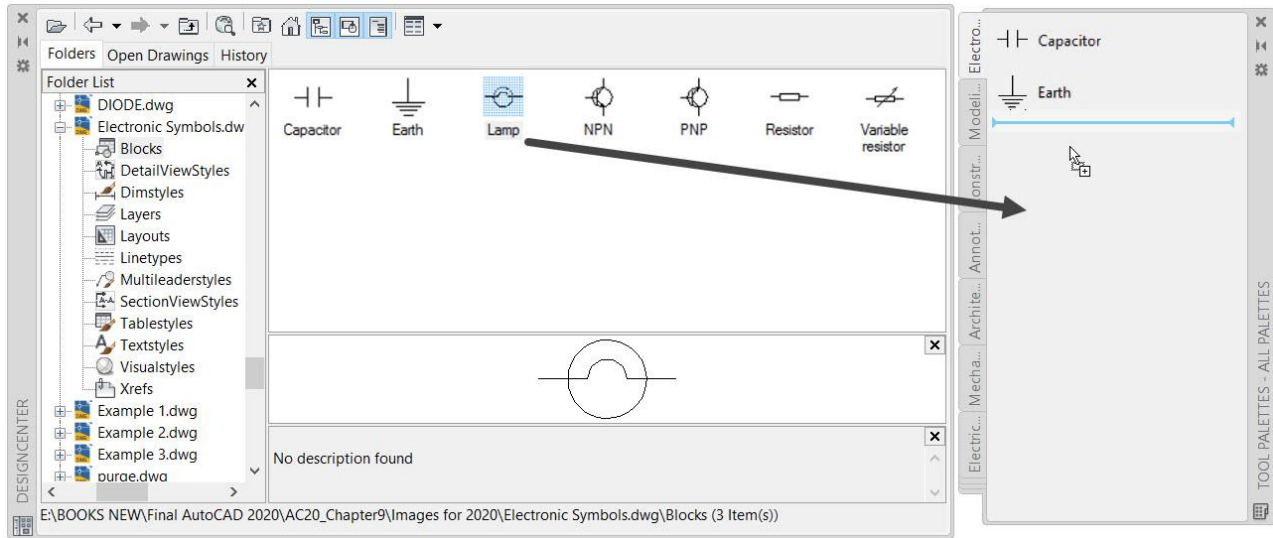 Folders
Open Drawings
History
Folder List
DIODE.dwg
Electronic Symbols.dw
Blocks
DetailViewStyles
Dimstyles
Layers
Layouts
Linetypes
Multileaderstyles
SectionViewStyles
Tablestyles
Textstyles
Visualstyles
Xrefs
Example 1.dwg
Example 2.dwg
Example 3.dwg
purge.dwg
Capacitor
Earth
Lamp
NPN
PNP
Resistor
Variable
resistor
No description found
E:\BOOKS NEW\Final AutoCAD 2020\AC20_Chapter9\Images for 2020\Electronic Symbols.dwg\Blocks (3 Item(s))
DESIGNCENTER
Electro...
Modeli...
onstr...
Annot...
Archite...
Mecha...
Electric...
Capacitor
Earth
TOOL PALETTES - ALL PALETTES